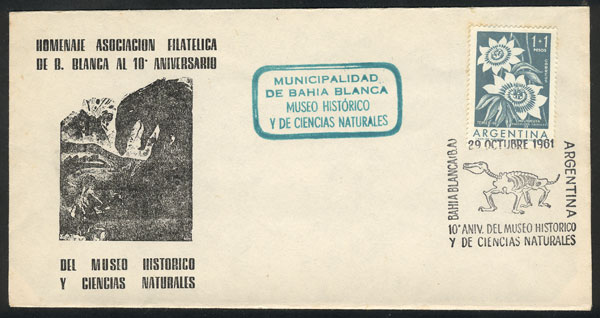 HOMENAJE ASOCIACION FILATELICA
DE B. BLANCA AL 10° ANIVERSARIO
DEL MUSEO HISTORICO
Y CIENCIAS NATURALES
MUNICIPALIDAD
DE BAHIA BLANCA
MUSEO HISTÓRICO
Y DE CIENCIAS NATURALES
1+1
PESOS
ARGENTINA
29 OCTUBRE 1961
BAHIA BLANCA (B.A.)
ARGENTINA
10° ANIV. DEL MUSEO HISTORICO
Y DE CIENCIAS NATURALES